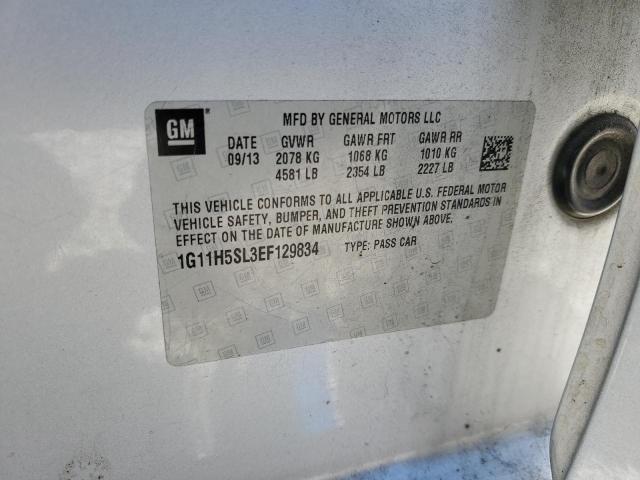 GM
MFD BY GENERAL MOTORS LLC
DATE GVWR GAWR FRT GAWR RR
09/13 2078 KG 1068 KG 1010 KG
4581 LB 2354 LB 2227 LB
THIS VEHICLE CONFORMS TO ALL APPLICABLE U.S. FEDERAL MOTOR
VEHICLE SAFETY, BUMPER, AND THEFT PREVENTION STANDARDS IN
EFFECT ON THE DATE OF MANUFACTURE SHOWN ABOVE.
1G11H5SL3EF129834 TYPE: PASS CAR